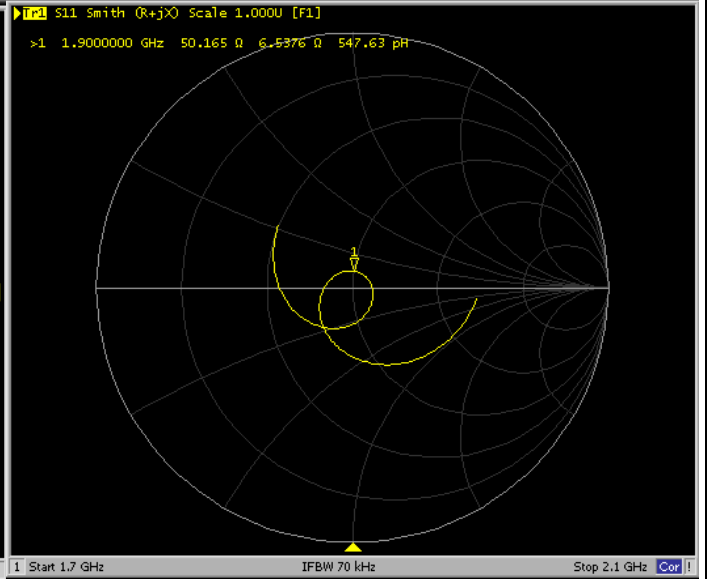 Tr1 S11 Smith (R+jX) Scale 1.000U [F1]
>1 1.9000000 GHz 50.165 Ω 6.5376 Ω 547.63 pH
1
1 Start 1.7 GHz IFBW 70 kHz Stop 2.1 GHz Cor !